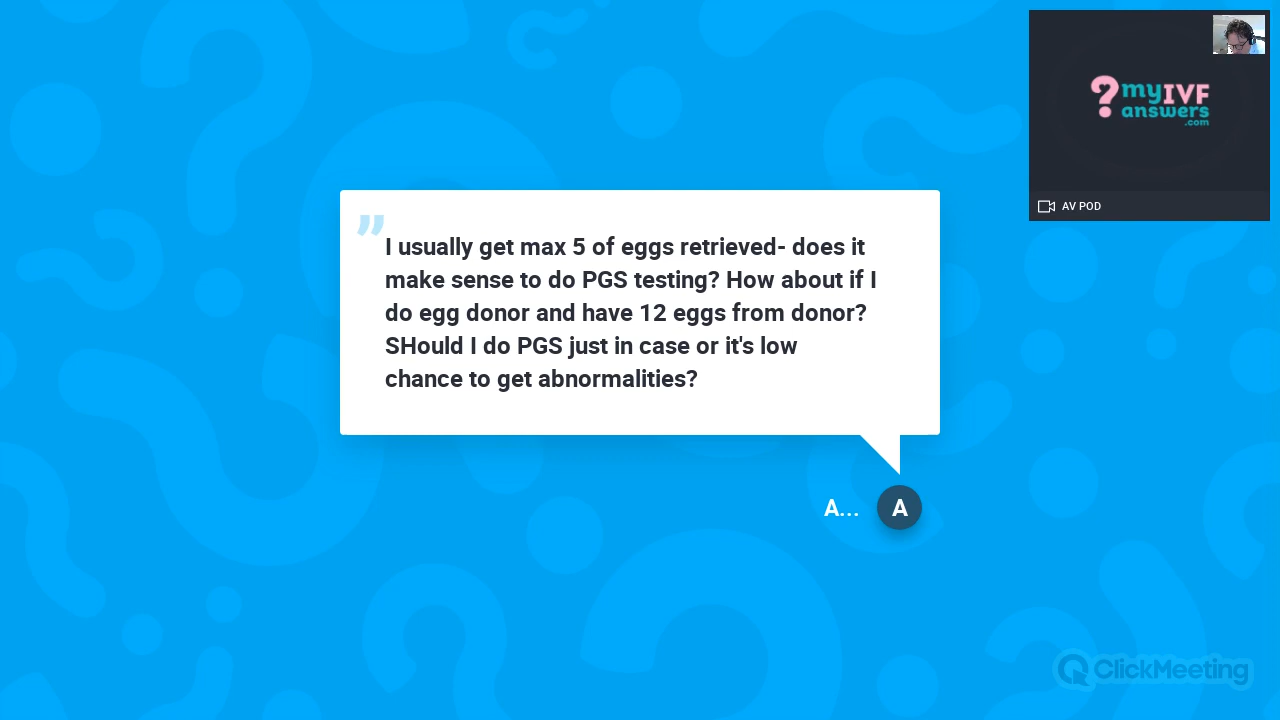 ?myIVF
answers
.com
AV POD
”
I usually get max 5 of eggs retrieved- does it
make sense to do PGS testing? How about if I
do egg donor and have 12 eggs from donor?
SHould I do PGS just in case or it's low
chance to get abnormalities?
A...
A
ClickMeeting